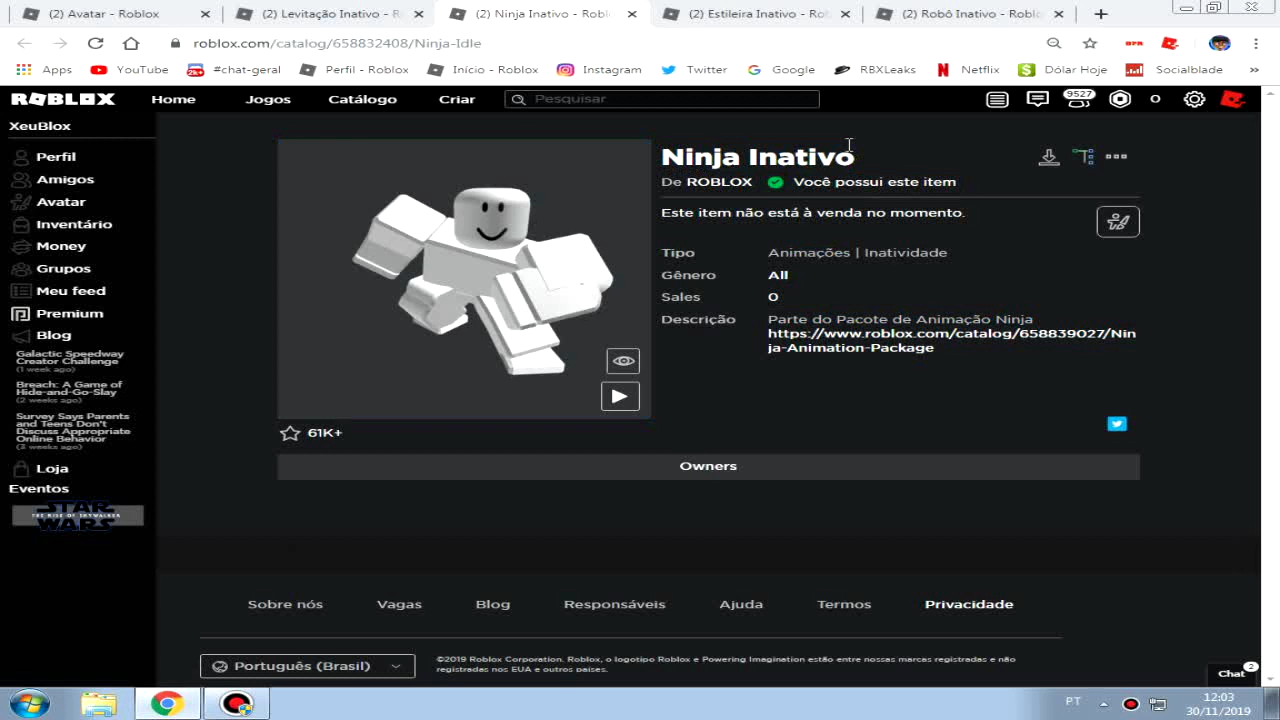 (2) Avatar - Roblox
(2) Levitação Inativo - R
(2) Ninja Inativo - Robl
(2) Estileira Inativo - Rob
(2) Robô Inativo - Roblo
roblox.com/catalog/658832408/Ninja-Idle
Apps
YouTube
#chat-geral
Perfil - Roblox
Início - Roblox
Instagram
Twitter
Google
RBXLeaks
Netflix
Dólar Hoje
Socialblade
ROBLOX
Home
Jogos
Catálogo
Criar
Pesquisar
9527
0
XeuBlox
Perfil
Amigos
Avatar
Inventário
Money
Grupos
Meu feed
Premium
Blog
Galactic Speedway
Creator Challenge
(1 week ago)
Breach: A Game of
Hide-and-Go-Slay
(2 weeks ago)
Survey Says Parents
and Teens Don't
Discuss Appropriate
Online Behavior
(3 weeks ago)
Loja
Eventos
STAR
THE RISE OF SKYWALKER
WARS
Ninja Inativo
De ROBLOX
Você possui este item
Este item não está à venda no momento.
Tipo
Animações | Inatividade
Gênero
All
Sales
0
Descrição
Parte do Pacote de Animação Ninja
https://www.roblox.com/catalog/658839027/Nin
ja-Animation-Package
61K+
Owners
Sobre nós
Vagas
Blog
Responsáveis
Ajuda
Termos
Privacidade
Português (Brasil)
©2019 Roblox Corporation. Roblox, o logotipo Roblox e Powering Imagination estão entre nossas marcas registradas e não
registradas nos EUA e outros países.
Chat
2
PT
12:03
30/11/2019